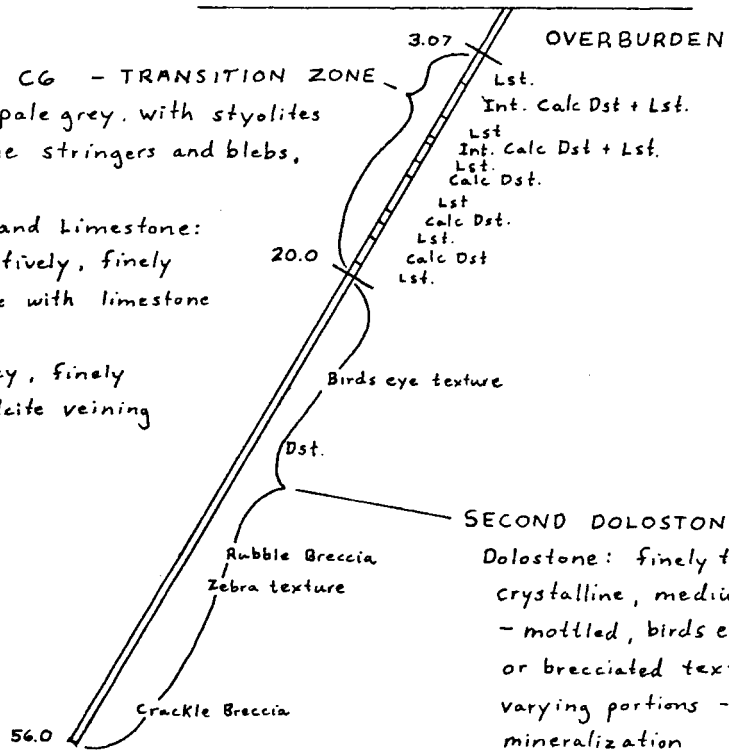 3.07
OVERBURDEN
C6 - TRANSITION ZONE
pale grey, with styolites
stringers and blebs.
and Limestone:
finely
with limestone
finely
veining
Lst.
Int. Calc Dst + Lst.
Lst
Int. Calc Dst + Lst.
Lst.
Calc Dst.
Lst
Calc Dst.
Lst.
Calc Dst
Lst.
20.0
Birds eye texture
Dst.
Rubble Breccia
Zebra texture
Crackle Breccia
56.0
SECOND DOLOSTON
Dolostone: finely t
crystalline, mediu
- mottled, birds e
or brecciated tex
varying portions -
mineralization